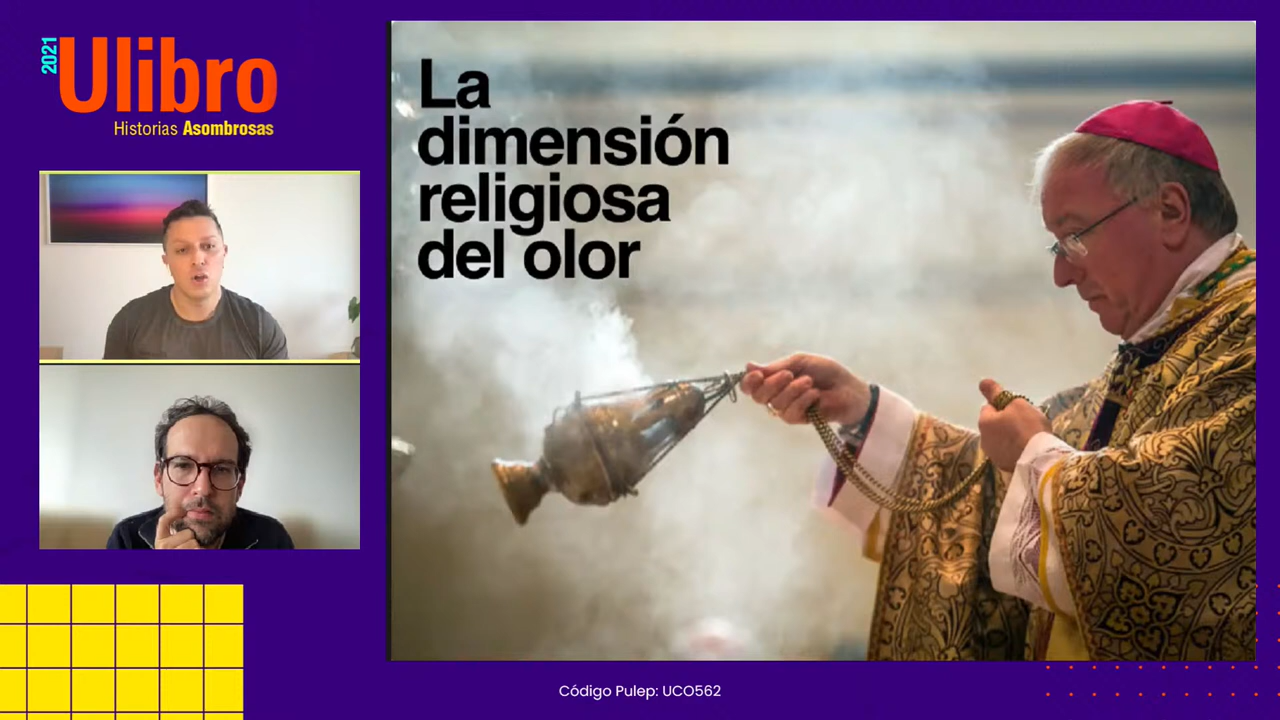 2021
Ulibro
Historias Asombrosas
La
dimensión
religiosa
del olor
Código Pulep: UCO562